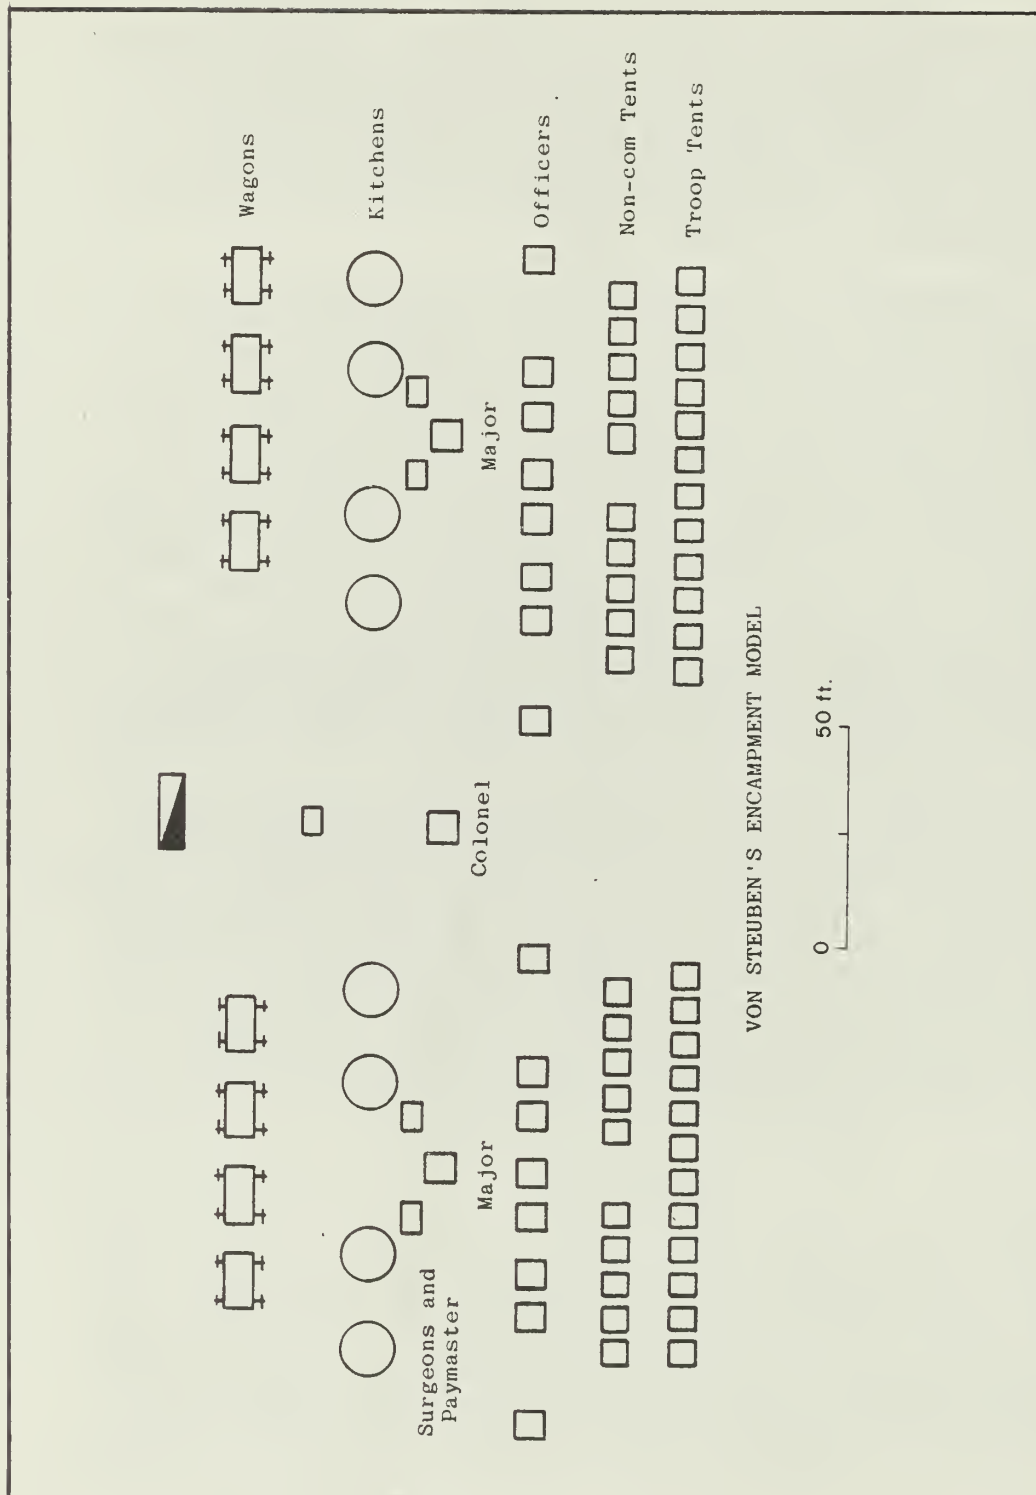 Wagons
Kitchens
Officers
Non-com Tents
Troop Tents
Major
Colonel
Major
Surgeons and
Paymaster
VON STEUBEN'S ENCAMPMENT MODEL
0
50 ft.